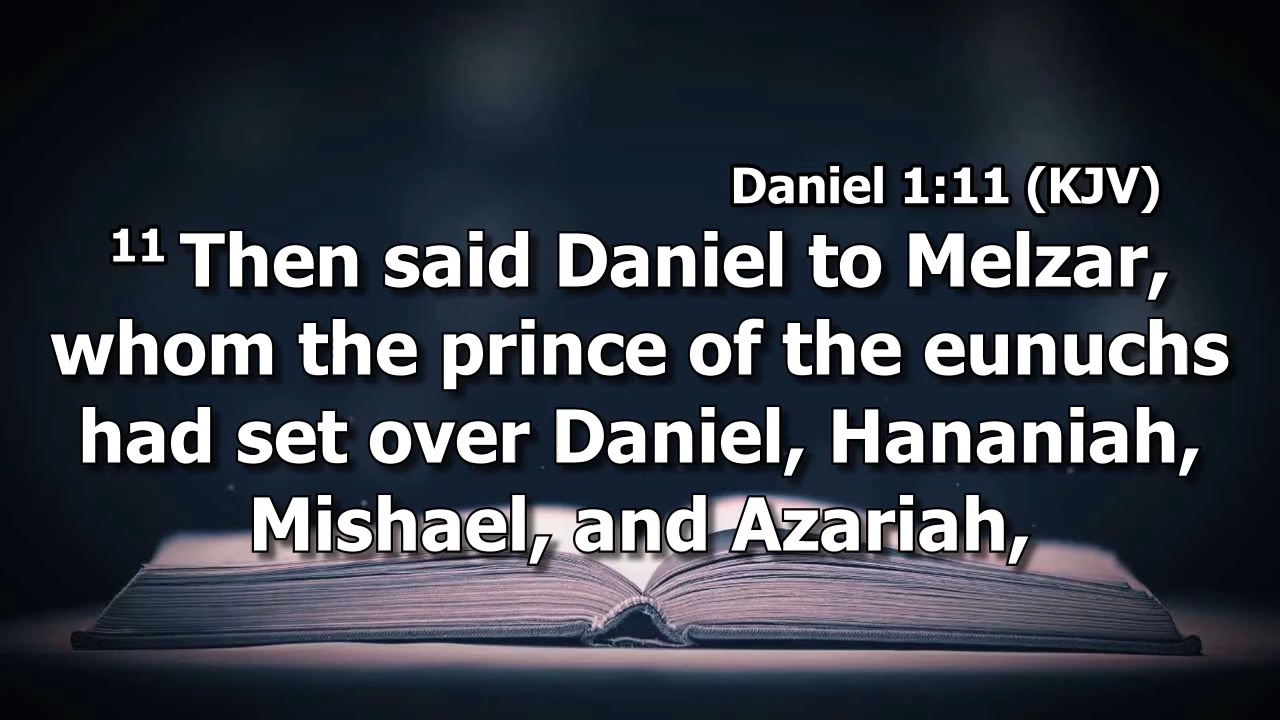 Daniel 1:11 (KJV)
11 Then said Daniel to Melzar,
whom the prince of the eunuchs
had set over Daniel, Hananiah,
Mishael, and Azariah,